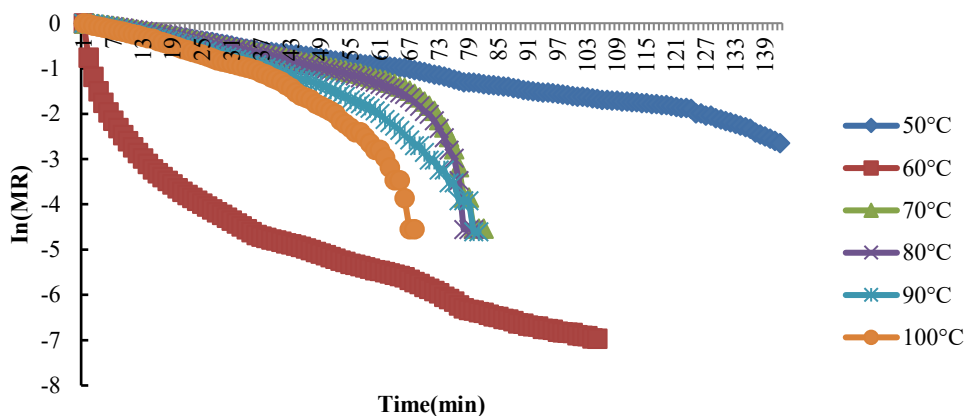 0
-1
-2
-3
-4
-5
-6
-7
-8
1 7 13 19 25 31 37 43 49 55 61 67 73 79 85 91 97 103 109 115 121 127 133 139
In(MR)
Time(min)
50°C
60°C
70°C
80°C
90°C
100°C